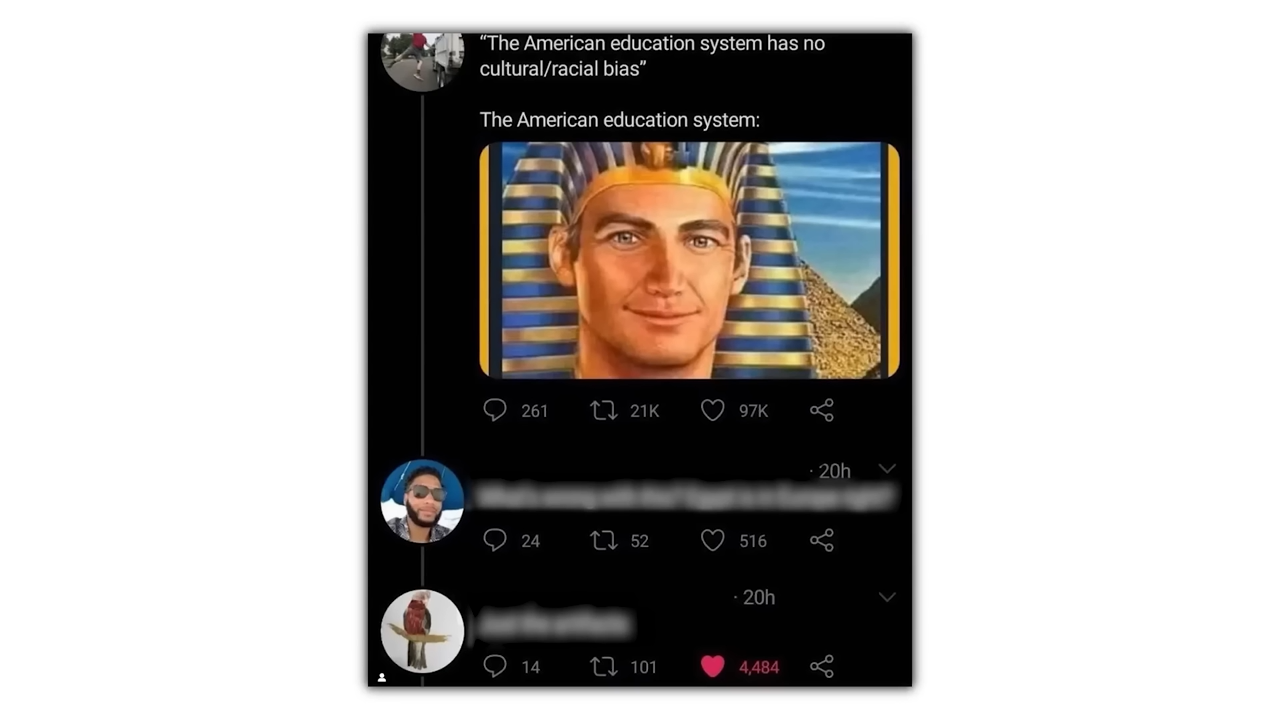 “The American education system has no
cultural/racial bias”
The American education system:
261 21K 97K
· 20h
24 52 516
· 20h
14 101 4,484